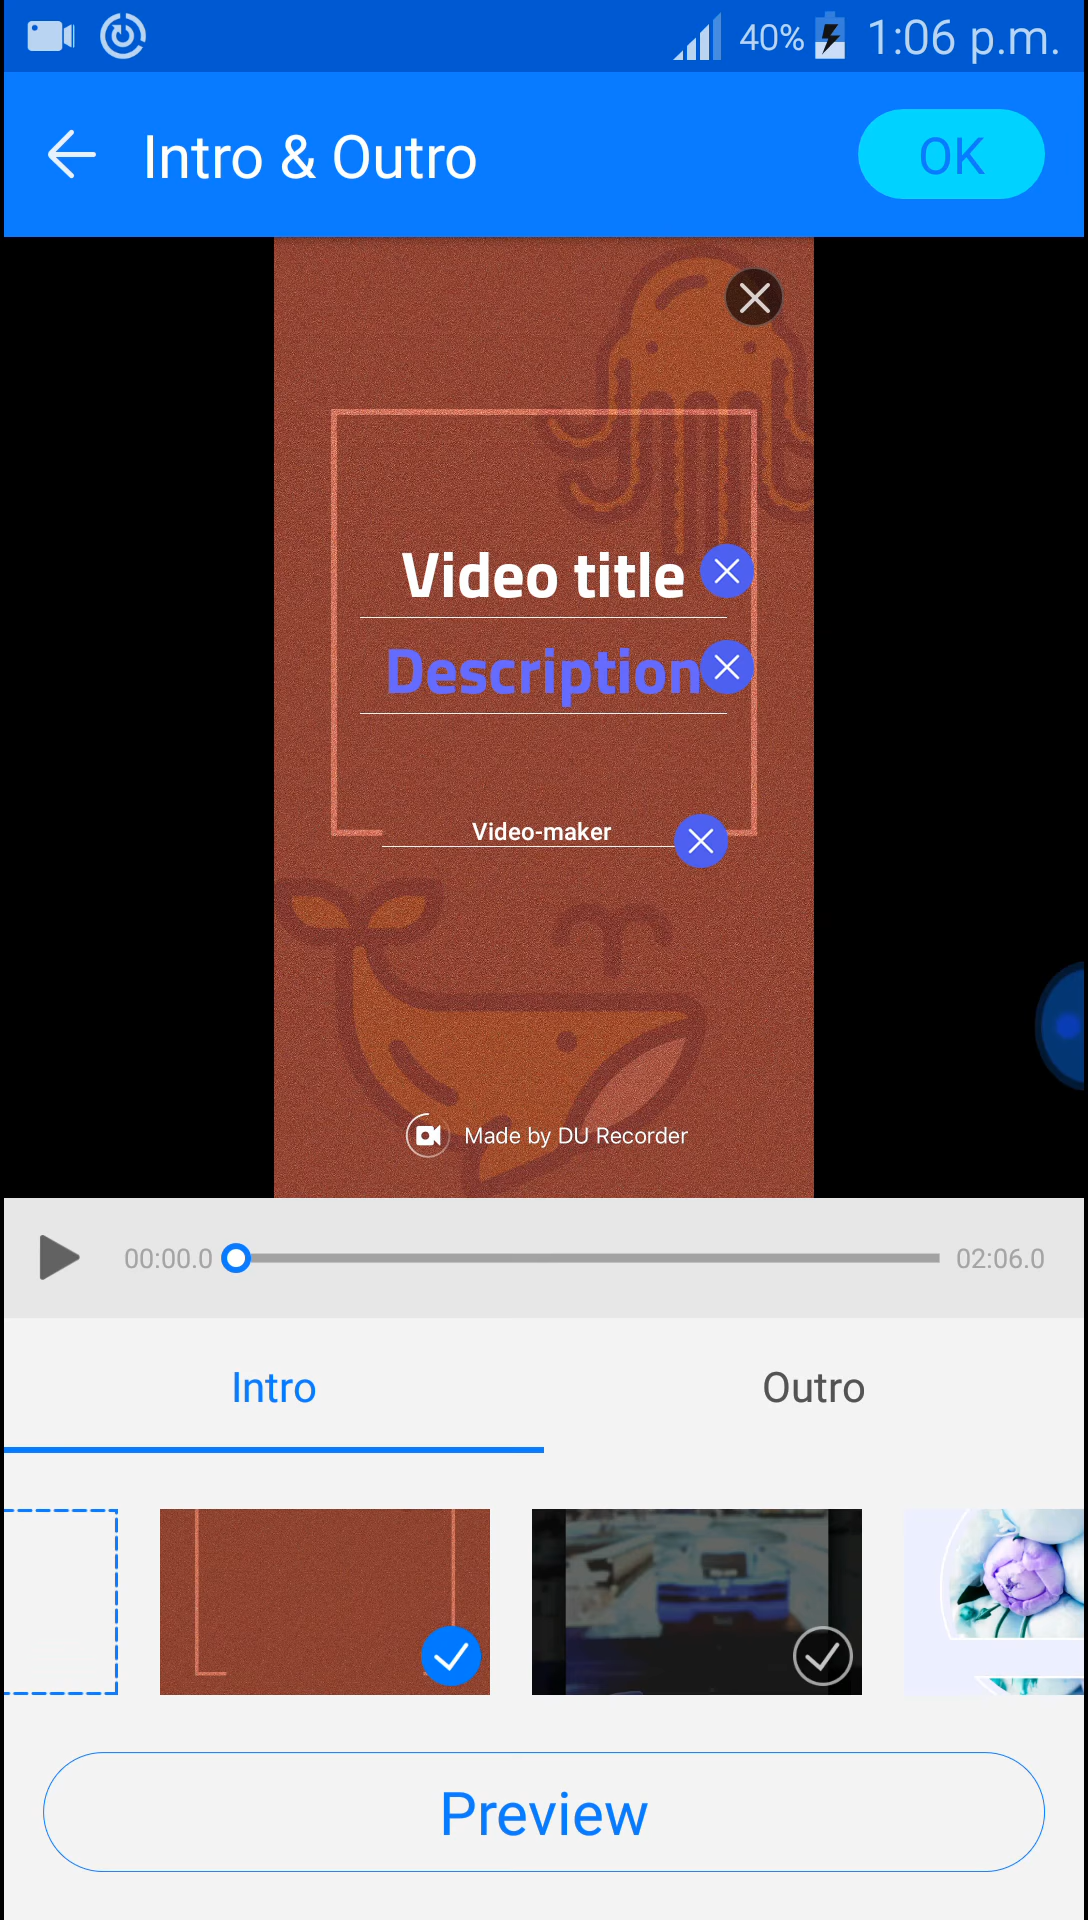 40% 1:06 p.m.
Intro & Outro
OK
Video title
Description
Video-maker
Made by DU Recorder
00:00.0 02:06.0
Intro Outro
Preview